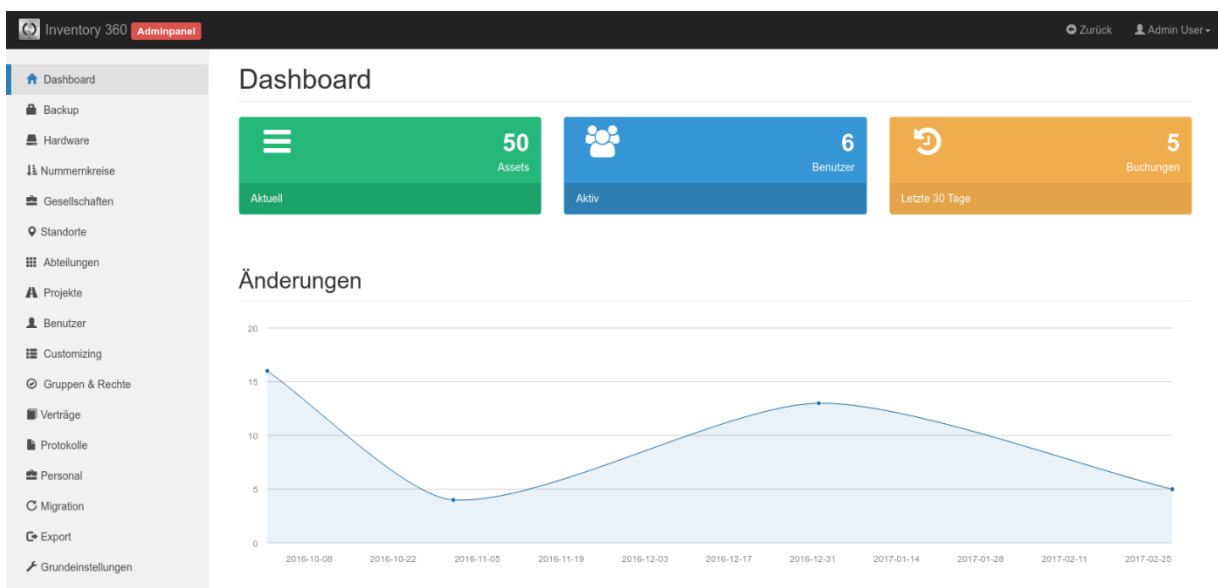 Inventory 360 Adminpanel
Zurück
Admin User
Dashboard
Backup
Hardware
Nummernkreise
Gesellschaften
Standorte
Abteilungen
Projekte
Benutzer
Customizing
Gruppen & Rechte
Verträge
Protokolle
Personal
Migration
Export
Grundeinstellungen
Dashboard
50
Assets
Aktuell
6
Benutzer
Aktiv
5
Buchungen
Letzte 30 Tage
Änderungen
20
15
10
5
0
2016-10-08 2016-10-22 2016-11-05 2016-11-19 2016-12-03 2016-12-17 2016-12-31 2017-01-14 2017-01-28 2017-02-11 2017-02-25